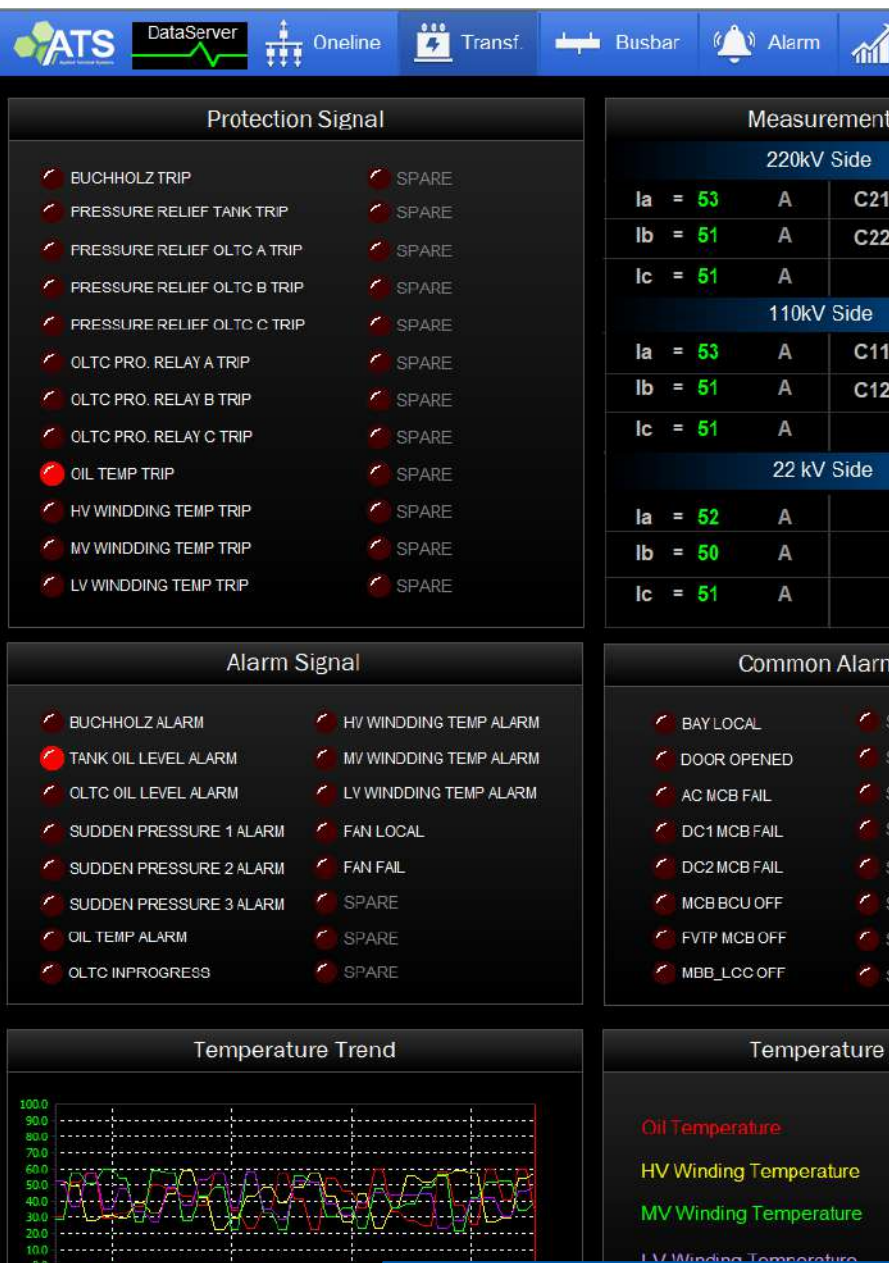 ATS
DataServer
Oneline
Transf.
Busbar
Alarm
Protection Signal
BUCHHOLZ TRIP SPARE
PRESSURE RELIEF TANK TRIP SPARE
PRESSURE RELIEF OLTC A TRIP SPARE
PRESSURE RELIEF OLTC B TRIP SPARE
PRESSURE RELIEF OLTC C TRIP SPARE
OLTC PRO. RELAY A TRIP SPARE
OLTC PRO. RELAY B TRIP SPARE
OLTC PRO. RELAY C TRIP SPARE
OIL TEMP TRIP SPARE
HV WINDDING TEMP TRIP SPARE
MV WINDDING TEMP TRIP SPARE
LV WINDDING TEMP TRIP SPARE
Measurement
220kV Side
Ia = 53 A C21
Ib = 51 A C22
Ic = 51 A
110kV Side
Ia = 53 A C11
Ib = 51 A C12
Ic = 51 A
22 kV Side
Ia = 52 A
Ib = 50 A
Ic = 51 A
Alarm Signal
BUCHHOLZ ALARM HV WINDDING TEMP ALARM
TANK OIL LEVEL ALARM MV WINDDING TEMP ALARM
OLTC OIL LEVEL ALARM LV WINDDING TEMP ALARM
SUDDEN PRESSURE 1 ALARM FAN LOCAL
SUDDEN PRESSURE 2 ALARM FAN FAIL
SUDDEN PRESSURE 3 ALARM SPARE
OIL TEMP ALARM SPARE
OLTC INPROGRESS SPARE
Common Alarm
BAY LOCAL
DOOR OPENED
AC MCB FAIL
DC1 MCB FAIL
DC2 MCB FAIL
MCB BCU OFF
FVTP MCB OFF
MBB_LCC OFF
Temperature Trend
100.0
90.0
80.0
70.0
60.0
50.0
40.0
30.0
20.0
10.0
Temperature
Oil Temperature
HV Winding Temperature
MV Winding Temperature
LV Winding Temperature